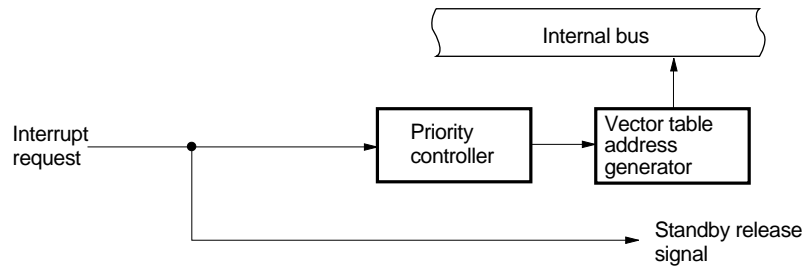 Internal bus
Interrupt
request
Priority
controller
Vector table
address
generator
Standby release
signal